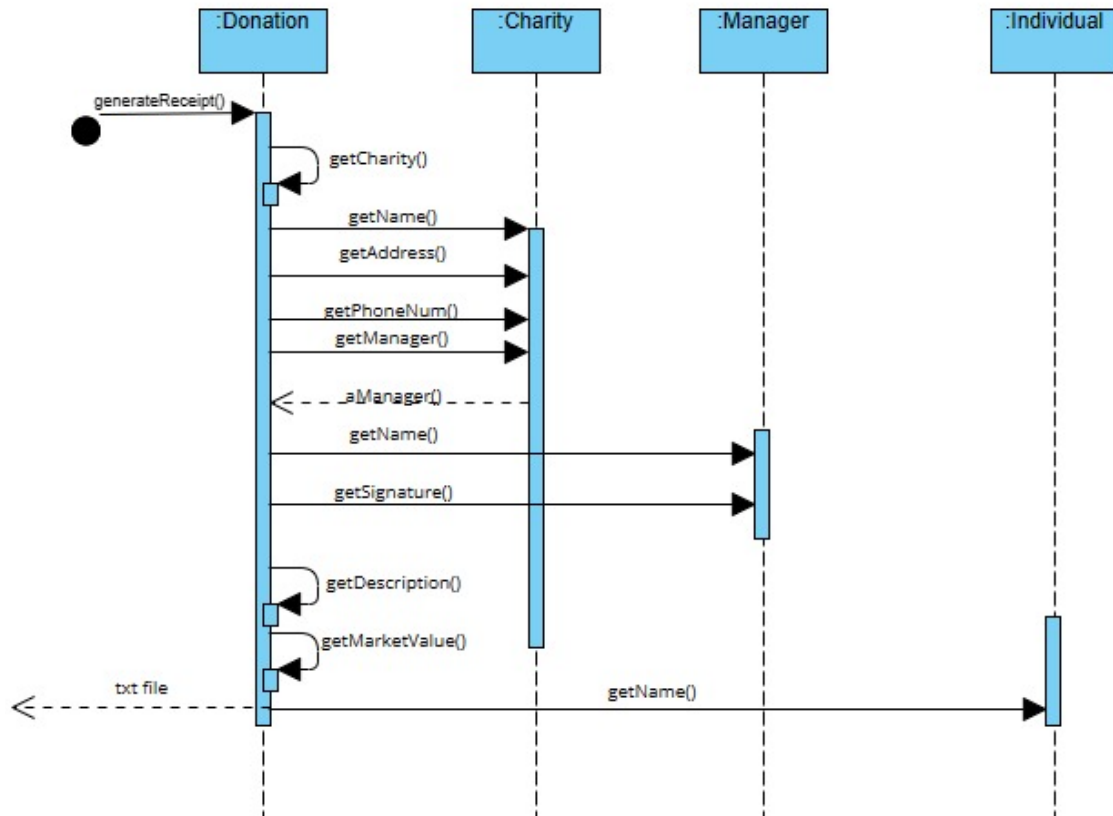 :Donation
:Charity
:Manager
:Individual
generateReceipt()
getCharity()
getName()
getAddress()
getPhoneNum()
getManager()
aManager()
getName()
getSignature()
getDescription()
getMarketValue()
txt file
getName()